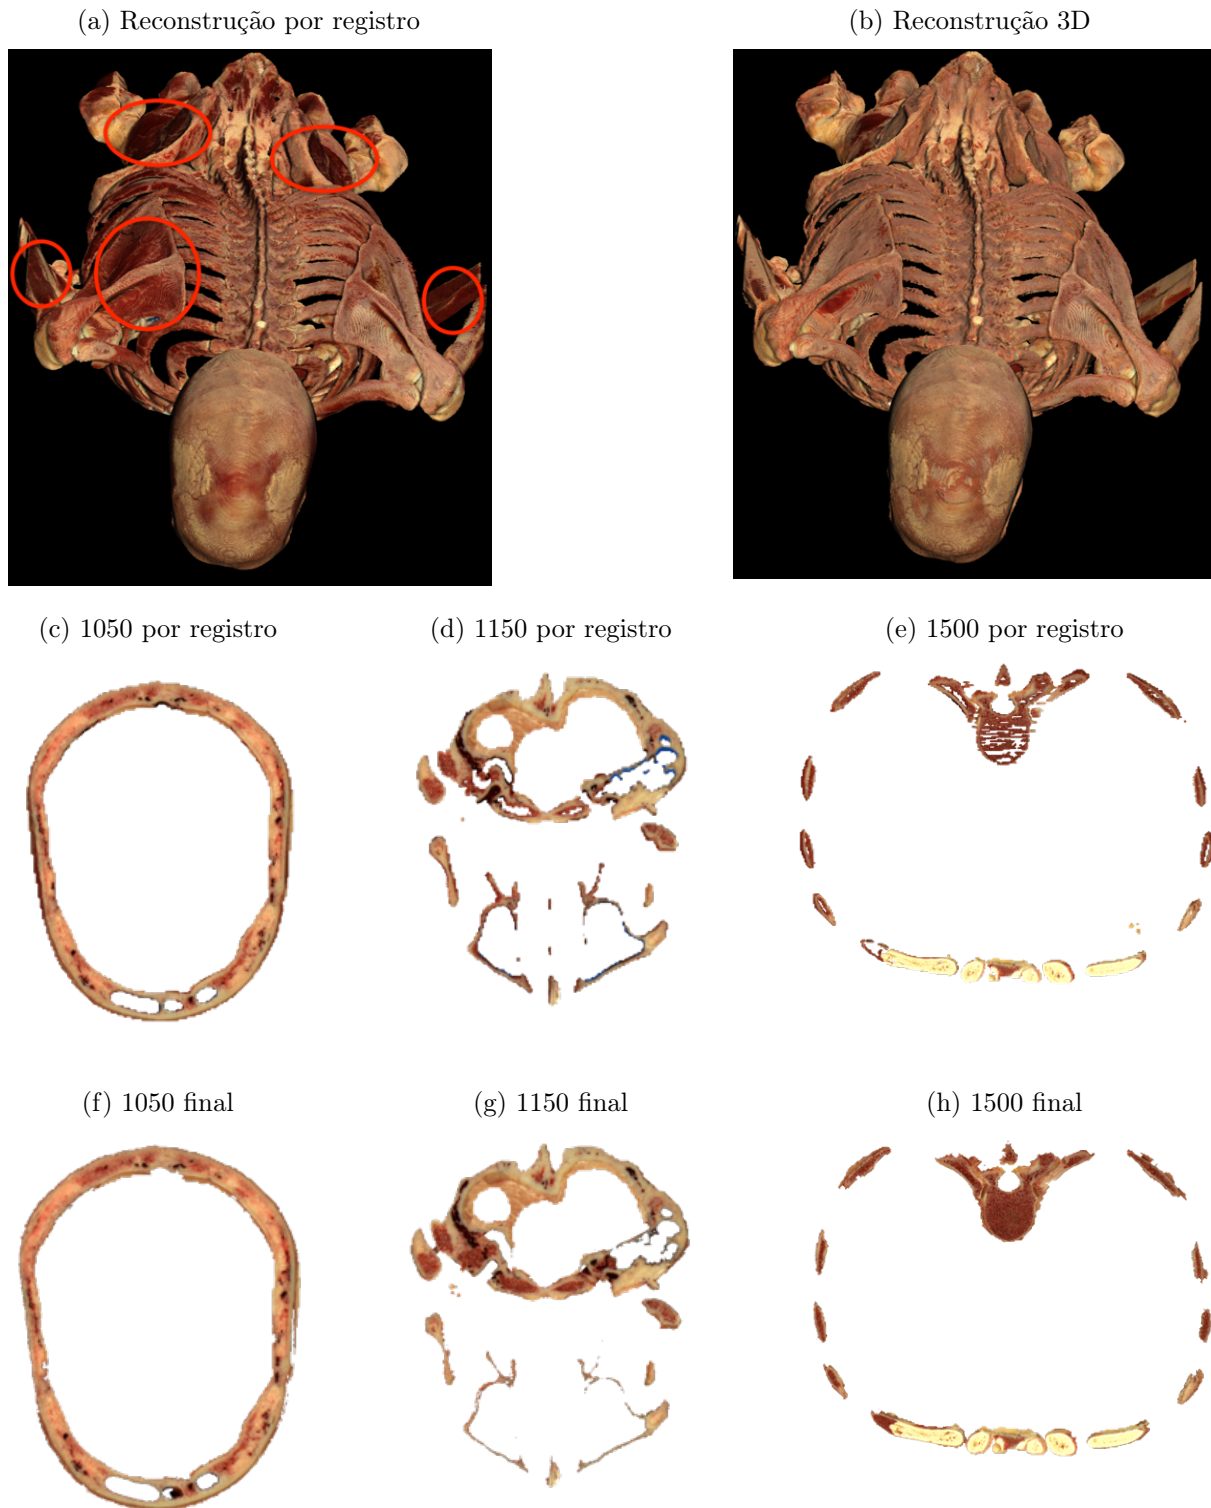 (a) Reconstrução por registro
(b) Reconstrução 3D
(c) 1050 por registro
(d) 1150 por registro
(e) 1500 por registro
(f) 1050 final
(g) 1150 final
(h) 1500 final